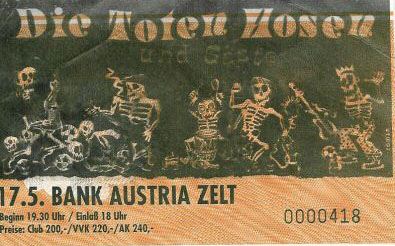 Die Toten Hosen
und Gäste
17.5. BANK AUSTRIA ZELT
Beginn 19.30 Uhr / Einlaß 18 Uhr
0000418
Preise: Club 200,-/VVK 220,-/AK 240,-